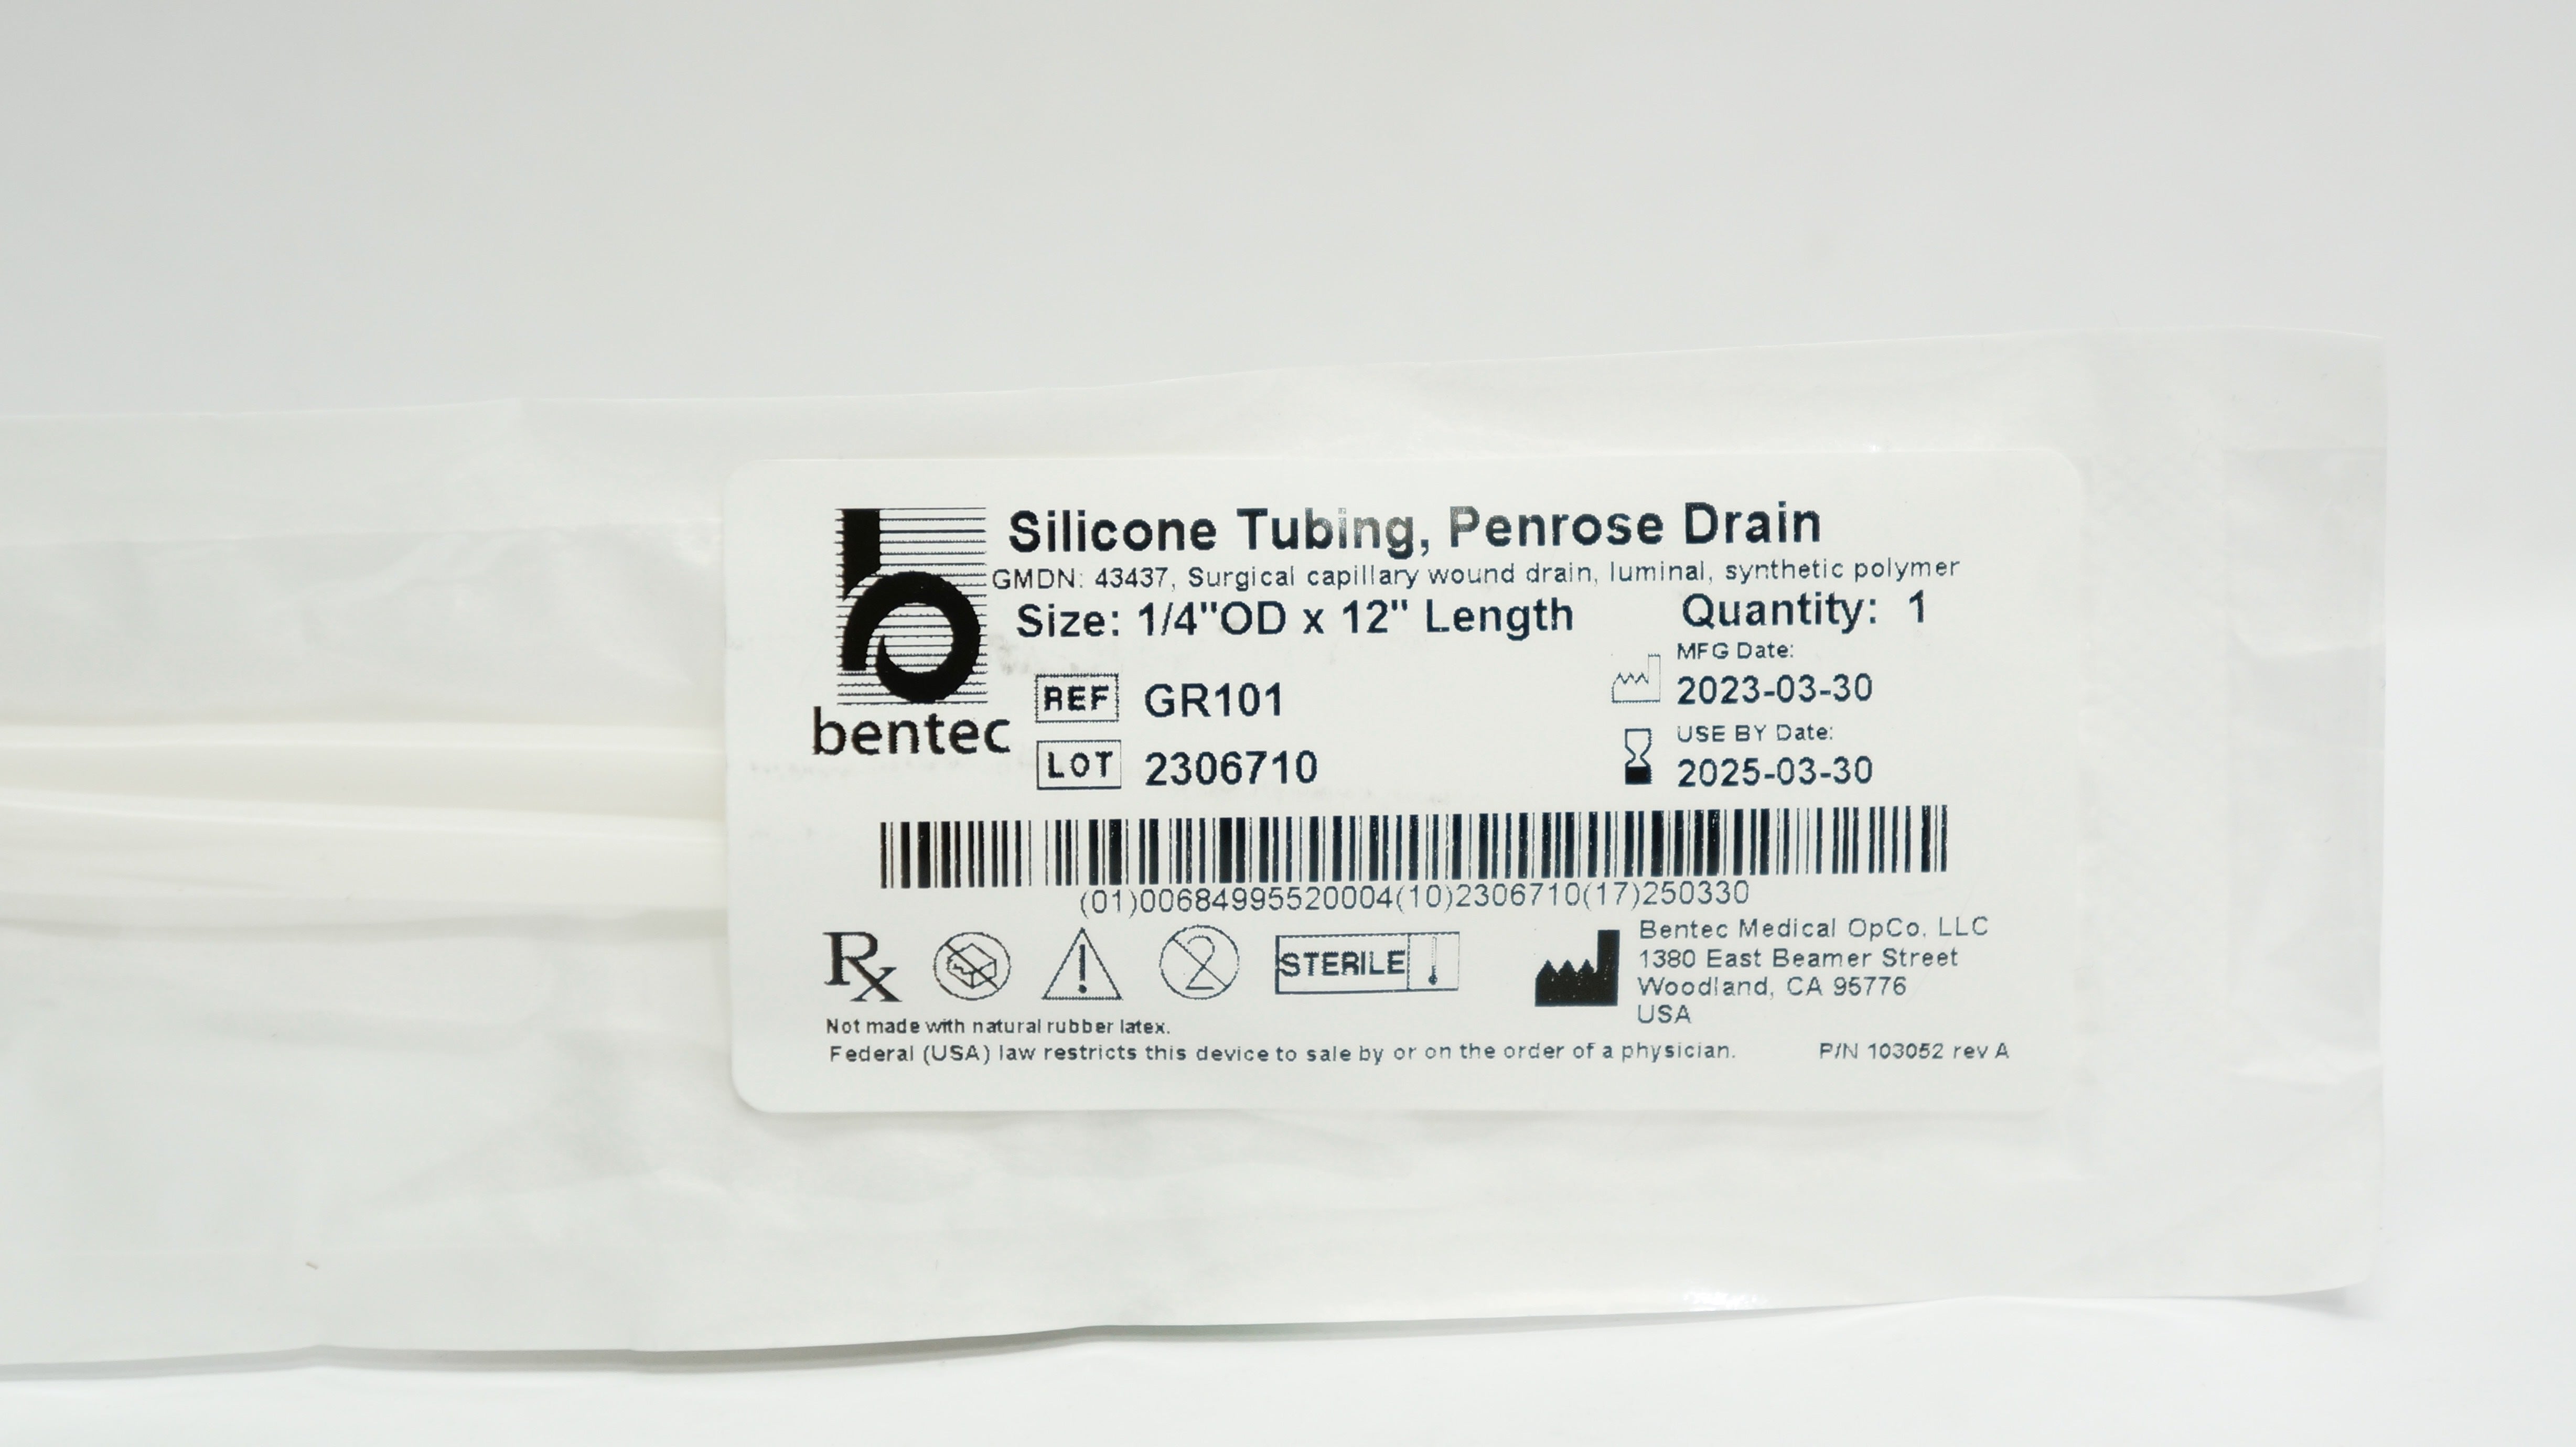 Silicone Tubing, Penrose Drain
GMDN: 43437, Surgical capillary wound drain, luminal, synthetic polymer
Size: 1/4"OD x 12" Length
Quantity: 1
bentec
REF GR101
LOT 2306710
MFG Date:
2023-03-30
USE BY Date:
2025-03-30
(01)00684995520004(10)2306710(17)250330
Rx
2
STERILE
Bentec Medical OpCo, LLC
1380 East Beamer Street
Woodland, CA 95776
USA
Not made with natural rubber latex.
Federal (USA) law restricts this device to sale by or on the order of a physician.
P/N 103052 rev A